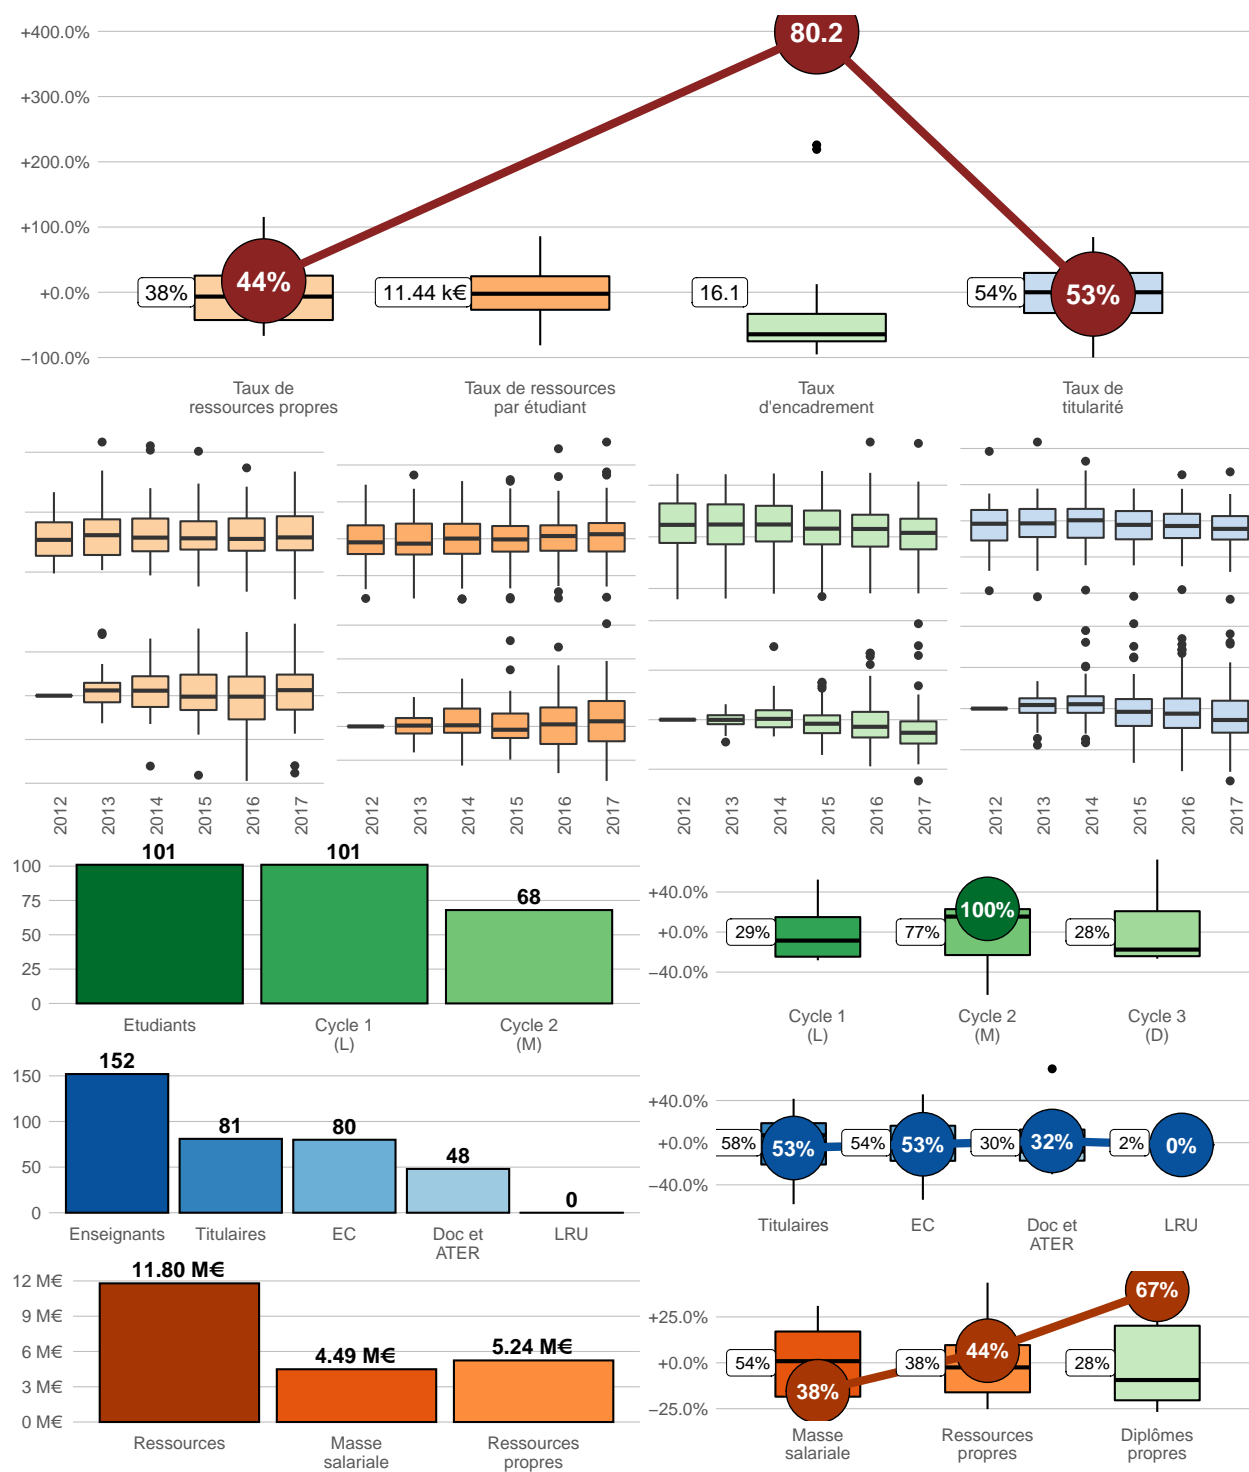 +400.0%
+300.0%
+200.0%
+100.0%
+0.0%
−100.0%
80.2
38%
44%
11.44 k€
16.1
54%
53%
Taux de
ressources propres
Taux de ressources
par étudiant
Taux
d'encadrement
Taux de
titularité
2012
2013
2014
2015
2016
2017
2012
2013
2014
2015
2016
2017
2012
2013
2014
2015
2016
2017
2012
2013
2014
2015
2016
2017
100
75
50
25
0
101
101
68
Etudiants
Cycle 1
(L)
Cycle 2
(M)
+40.0%
+0.0%
−40.0%
29%
77%
100%
28%
Cycle 1
(L)
Cycle 2
(M)
Cycle 3
(D)
150
100
50
0
152
81
80
48
0
Enseignants
Titulaires
EC
Doc et
ATER
LRU
+40.0%
+0.0%
−40.0%
58%
53%
54%
53%
30%
32%
2%
0%
Titulaires
EC
Doc et
ATER
LRU
12 M€
9 M€
6 M€
3 M€
0 M€
11.80 M€
4.49 M€
5.24 M€
Ressources
Masse
salariale
Ressources
propres
+25.0%
+0.0%
−25.0%
54%
38%
38%
44%
28%
67%
Masse
salariale
Ressources
propres
Diplômes
propres